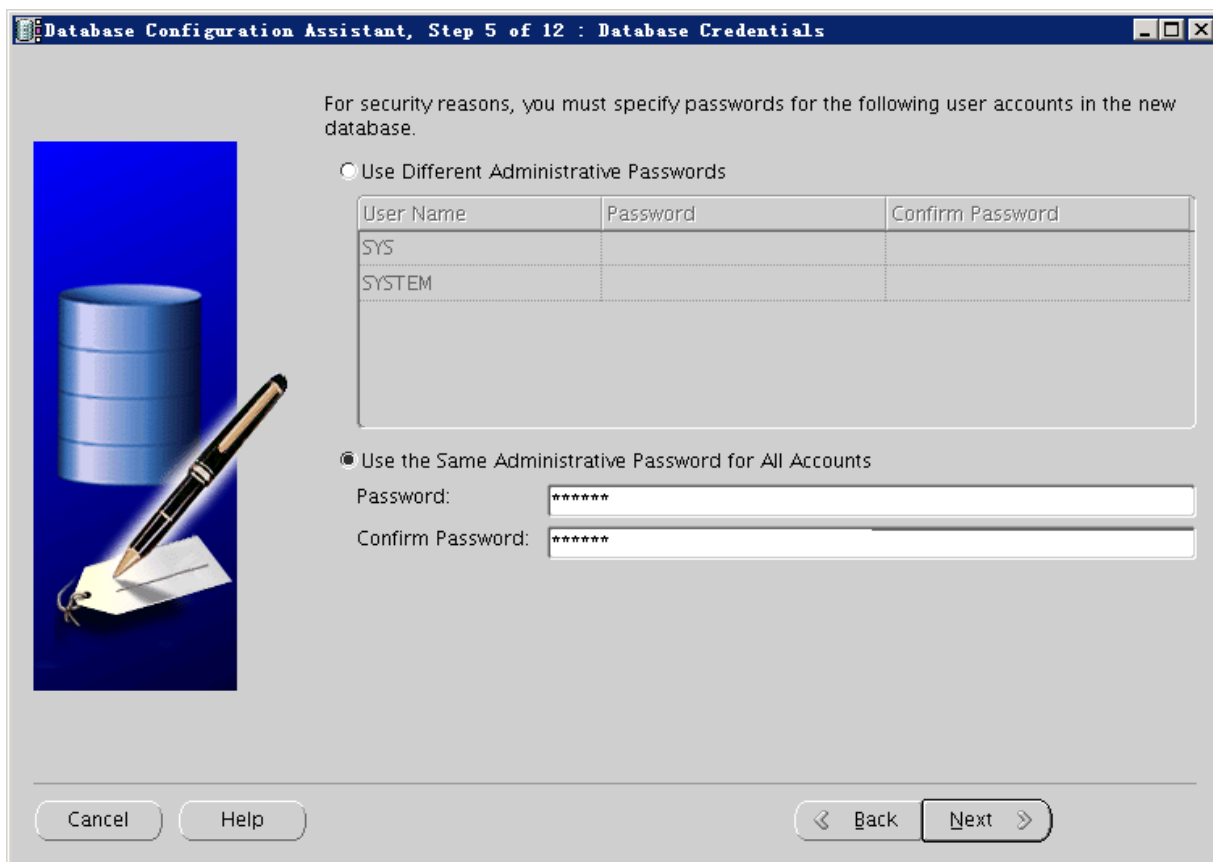 Database Configuration Assistant, Step 5 of 12 : Database Credentials
For security reasons, you must specify passwords for the following user accounts in the new
database.
Use Different Administrative Passwords
User Name Password Confirm Password
SYS
SYSTEM
Use the Same Administrative Password for All Accounts
Password: ******
Confirm Password: ******
Cancel Help Back Next